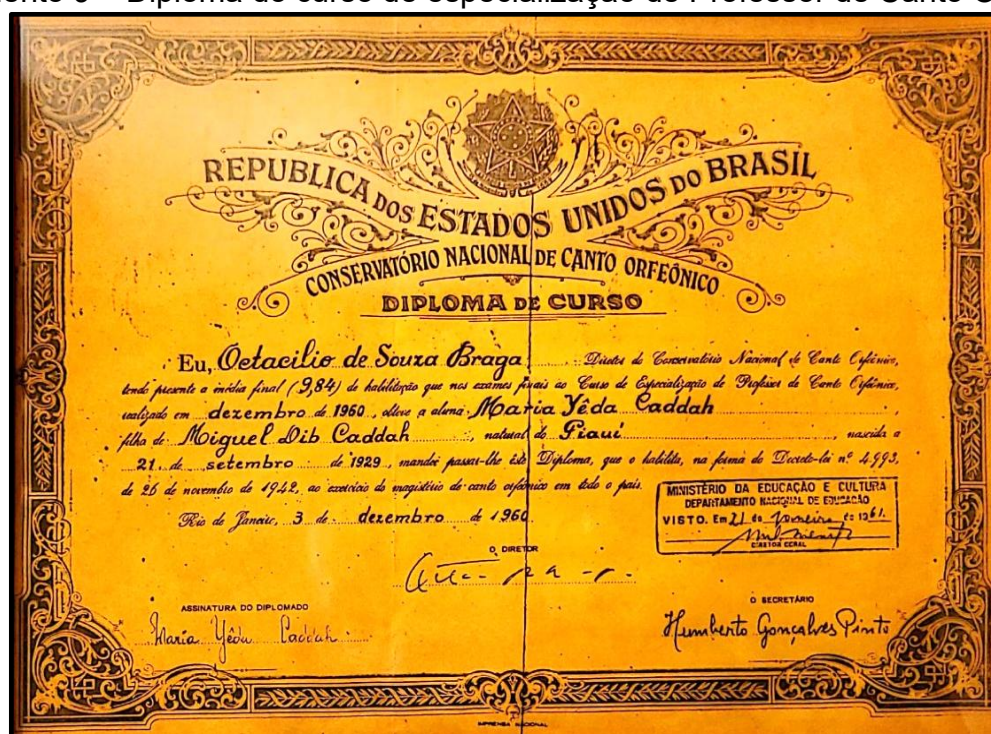 Diploma do curso de especialização de Professor de Canto
REPUBLICA DOS ESTADOS UNIDOS DO BRASIL
CONSERVATÓRIO NACIONAL DE CANTO ORFEÔNICO
DIPLOMA DE CURSO
Eu, Octacilio de Souza Braga Diretor do Conservatório Nacional de Canto Orfeônico,
tendo presente a média final (9,84) de habilitação que nos exames finais ao Curso de Especialização de Professor de Canto Orfeônico,
realizado em dezembro de 1960, obteve a aluna Maria Yêda Caddah,
filha de Miguel Dib Caddah, natural do Piauí, nascida a
21 de setembro de 1929, mandei passar-lhe êste Diploma, que o habilita, na forma do Decreto-lei nº 4.993,
de 26 de novembro de 1942, ao exercício do magistério de canto orfeônico em todo o país.
MINISTÉRIO DA EDUCAÇÃO E CULTURA
DEPARTAMENTO NACIONAL DE EDUCAÇÃO
VISTO. Em 21 de de 1961.
DIRETOR GERAL
Rio de Janeiro, 3 de dezembro de 1960.
O DIRETOR
ASSINATURA DO DIPLOMADO
Maria Yêda Caddah
O SECRETÁRIO
Humberto Gonçalves Pinto
IMPRENSA NACIONAL